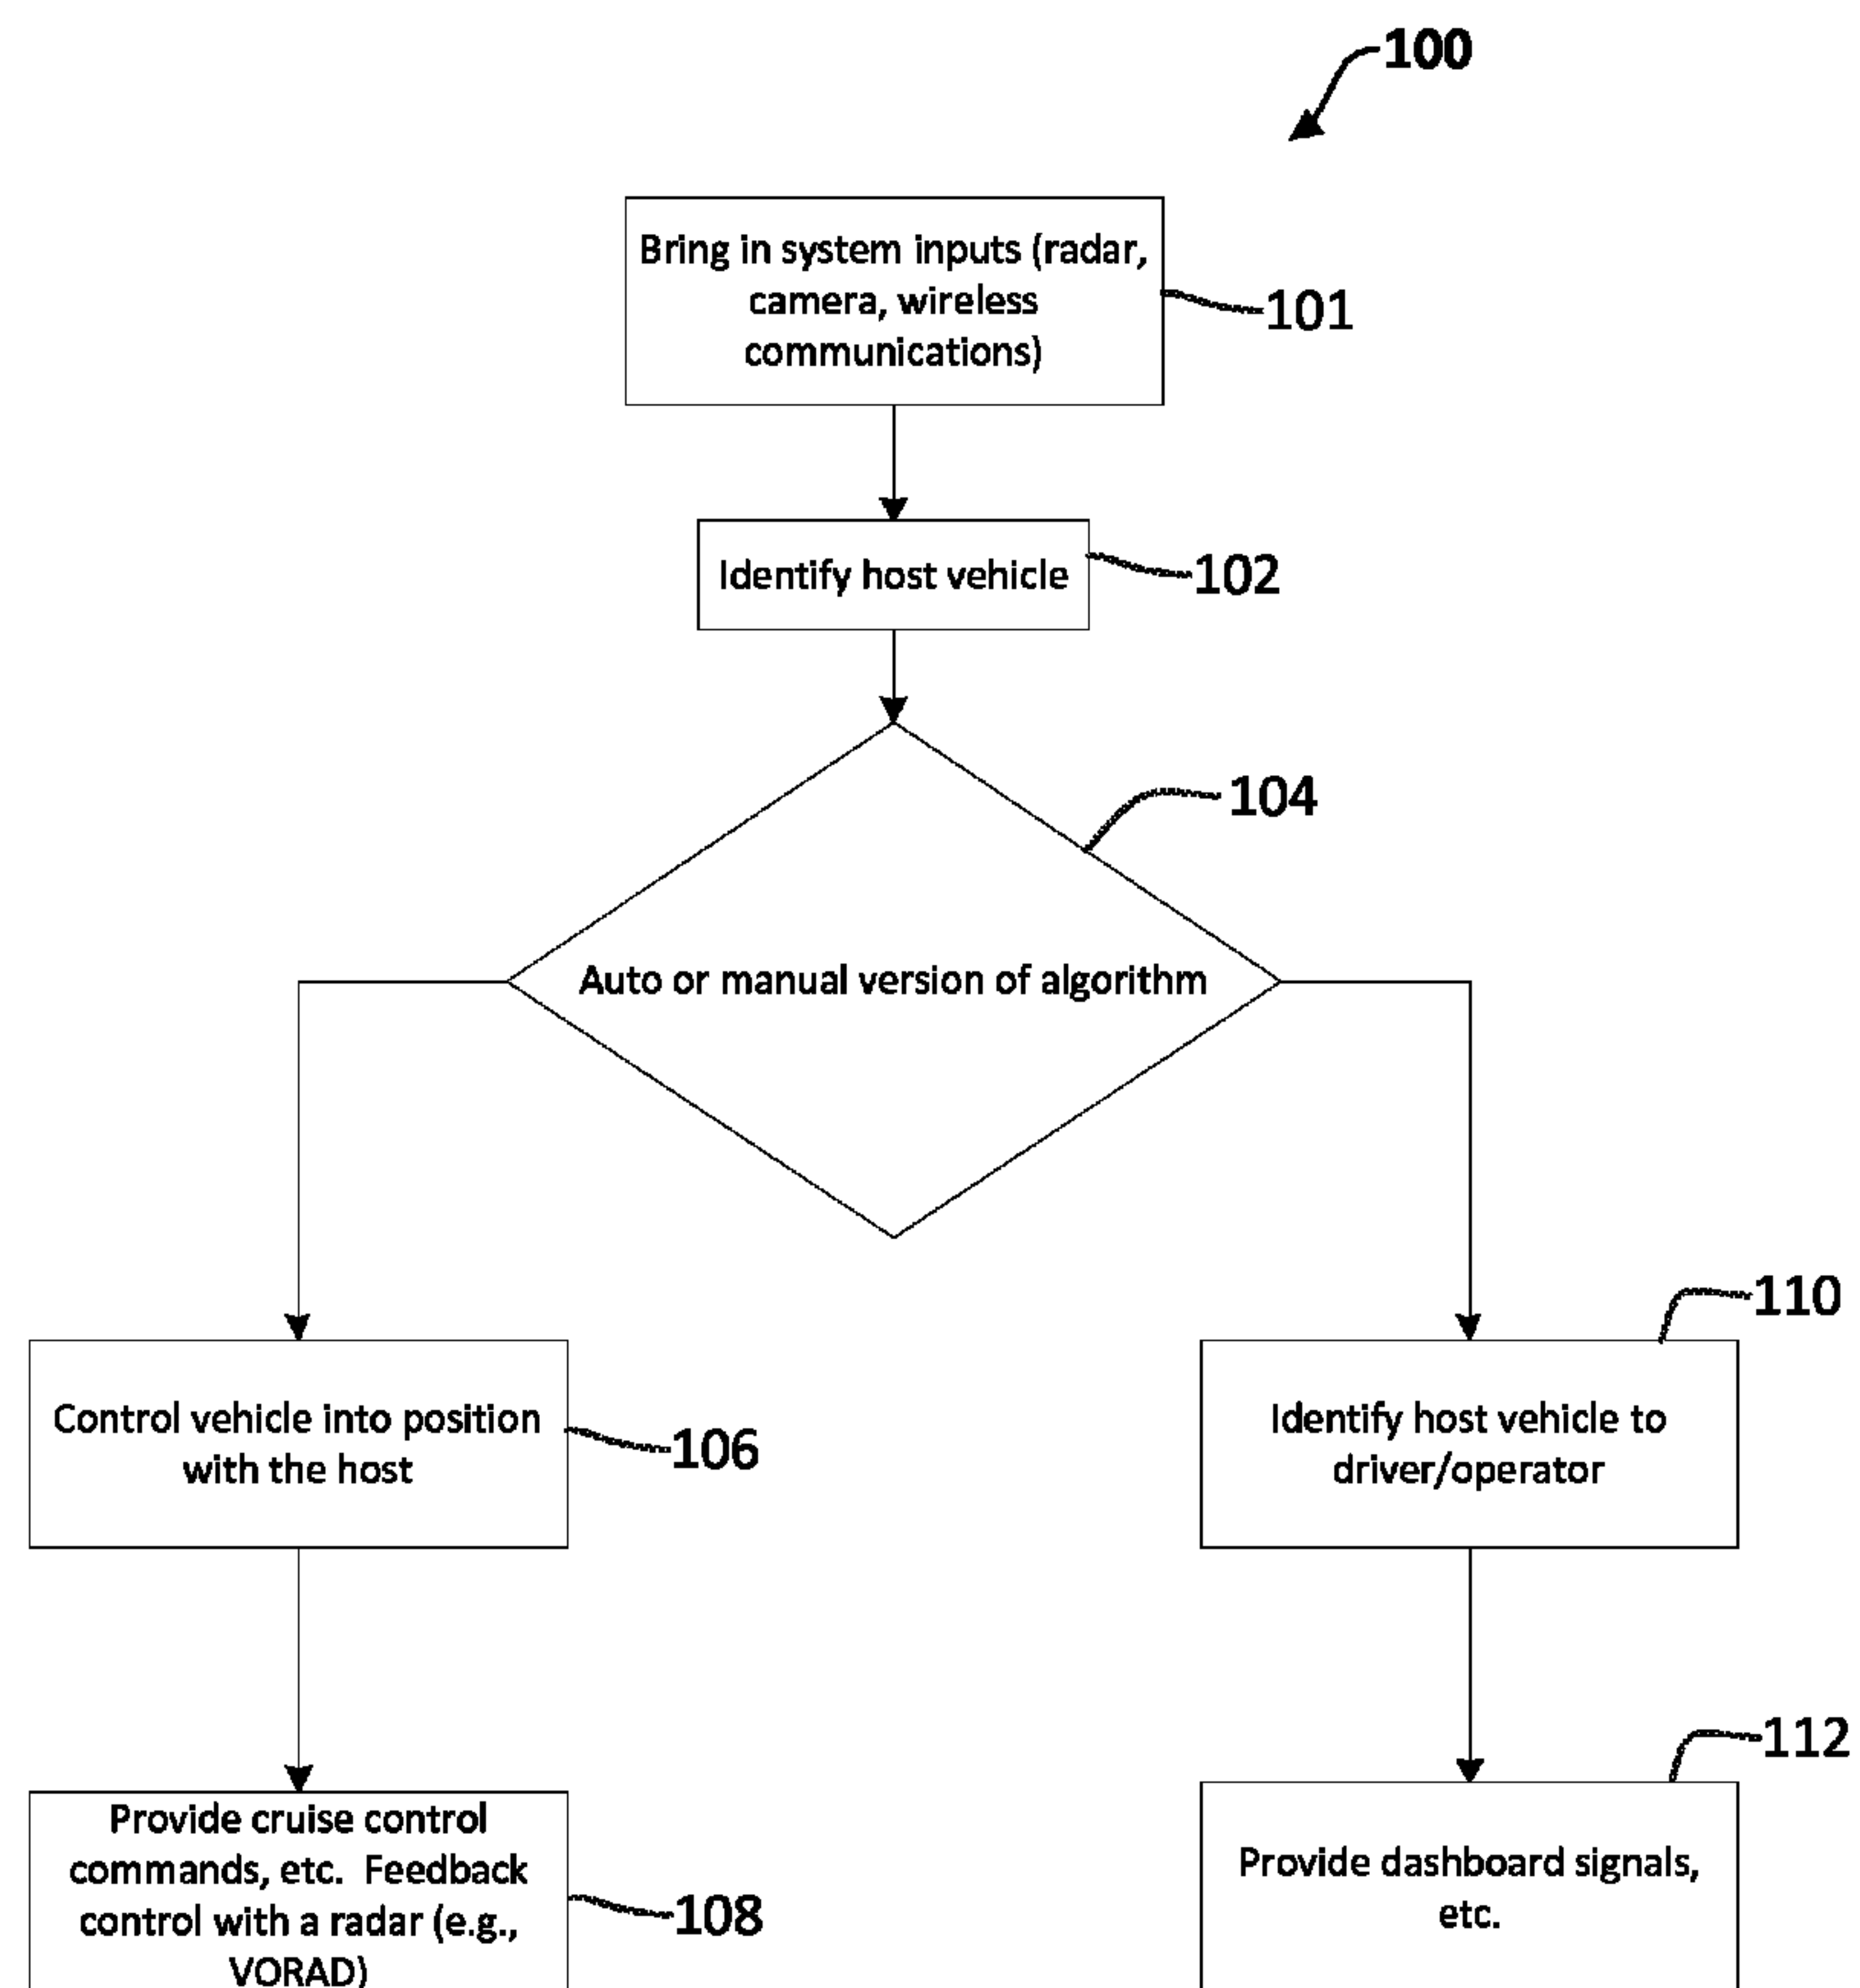 100
Bring in system inputs (radar,
camera, wireless
communications)
101
Identify host vehicle
102
104
Auto or manual version of algorithm
110
Control vehicle into position
with the host
106
Identify host vehicle to
driver/operator
112
Provide cruise control
commands, etc. Feedback
control with a radar (e.g.,
VORAD)
108
Provide dashboard signals,
etc.